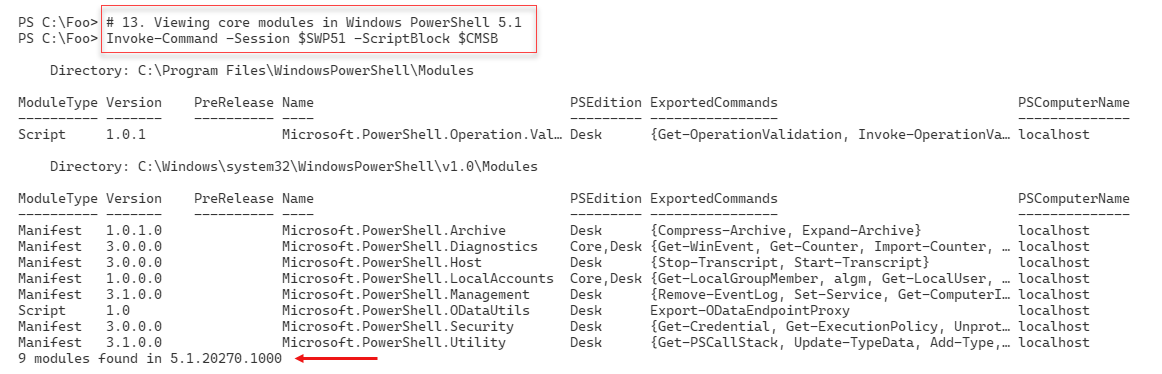 PS C:\Foo> # 13. Viewing core modules in Windows PowerShell 5.1
PS C:\Foo> Invoke-Command -Session $SWP51 -ScriptBlock $CMSB
Directory: C:\Program Files\WindowsPowerShell\Modules
ModuleType Version PreRelease Name PSEdition ExportedCommands PSComputerName
---------- ------- ---------- ---- --------- ---------------- --------------
Script 1.0.1 Microsoft.PowerShell.Operation.Val… Desk {Get-OperationValidation, Invoke-OperationVa… localhost
Directory: C:\Windows\system32\WindowsPowerShell\v1.0\Modules
ModuleType Version PreRelease Name PSEdition ExportedCommands PSComputerName
---------- ------- ---------- ---- --------- ---------------- --------------
Manifest 1.0.1.0 Microsoft.PowerShell.Archive Desk {Compress-Archive, Expand-Archive} localhost
Manifest 3.0.0.0 Microsoft.PowerShell.Diagnostics Core,Desk {Get-WinEvent, Get-Counter, Import-Counter, … localhost
Manifest 3.0.0.0 Microsoft.PowerShell.Host Desk {Stop-Transcript, Start-Transcript} localhost
Manifest 1.0.0.0 Microsoft.PowerShell.LocalAccounts Core,Desk {Get-LocalGroupMember, algm, Get-LocalUser, … localhost
Manifest 3.1.0.0 Microsoft.PowerShell.Management Desk {Remove-EventLog, Set-Service, Get-ComputerI… localhost
Script 1.0 Microsoft.PowerShell.ODataUtils Desk Export-ODataEndpointProxy localhost
Manifest 3.0.0.0 Microsoft.PowerShell.Security Desk {Get-Credential, Get-ExecutionPolicy, Unprot… localhost
Manifest 3.1.0.0 Microsoft.PowerShell.Utility Desk {Get-PSCallStack, Update-TypeData, Add-Type,… localhost
9 modules found in 5.1.20270.1000